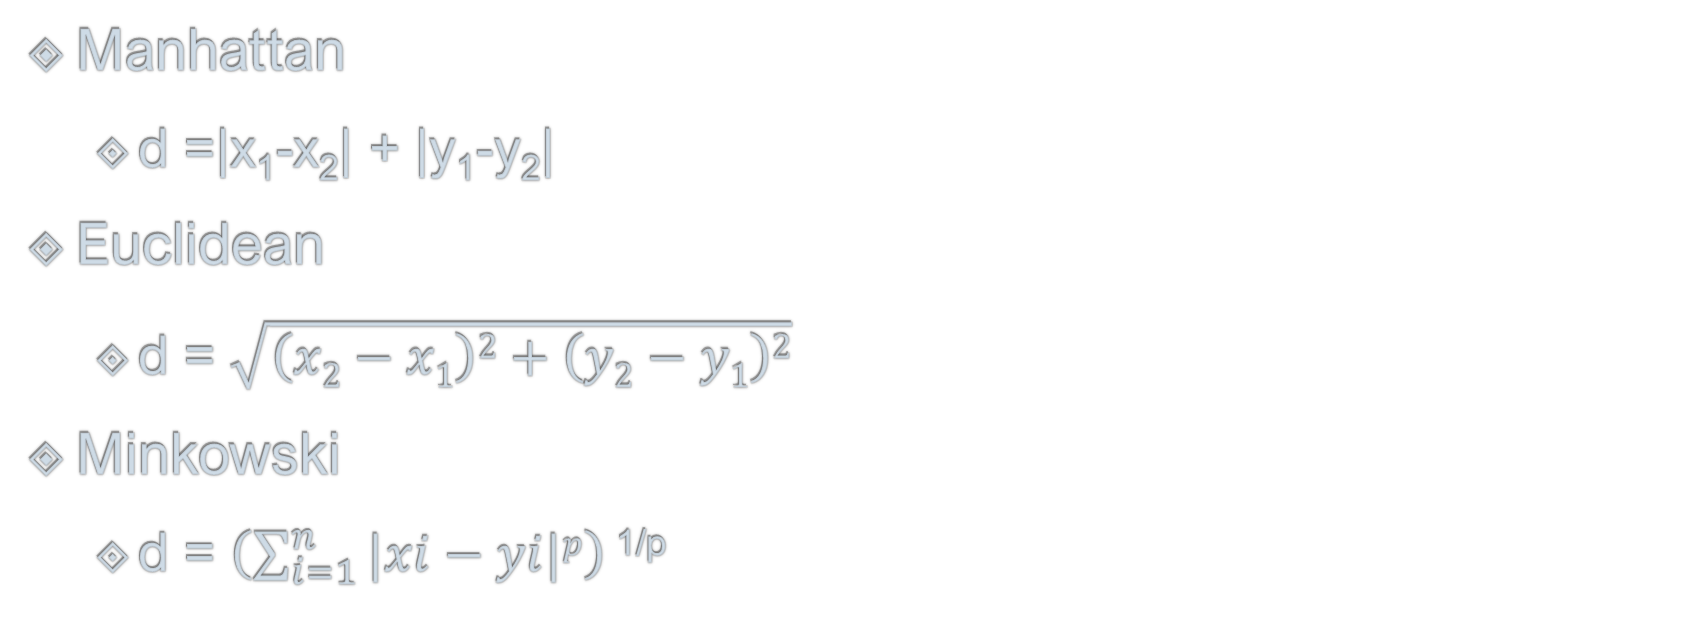 Manhattan
d =|x₁-x₂| + |y₁-y₂|
Euclidean
d = √(x₂ − x₁)² + (y₂ − y₁)²
Minkowski
d = (∑ⁿᵢ₌₁ |xi − yi|ᵖ) ¹/ᵖ